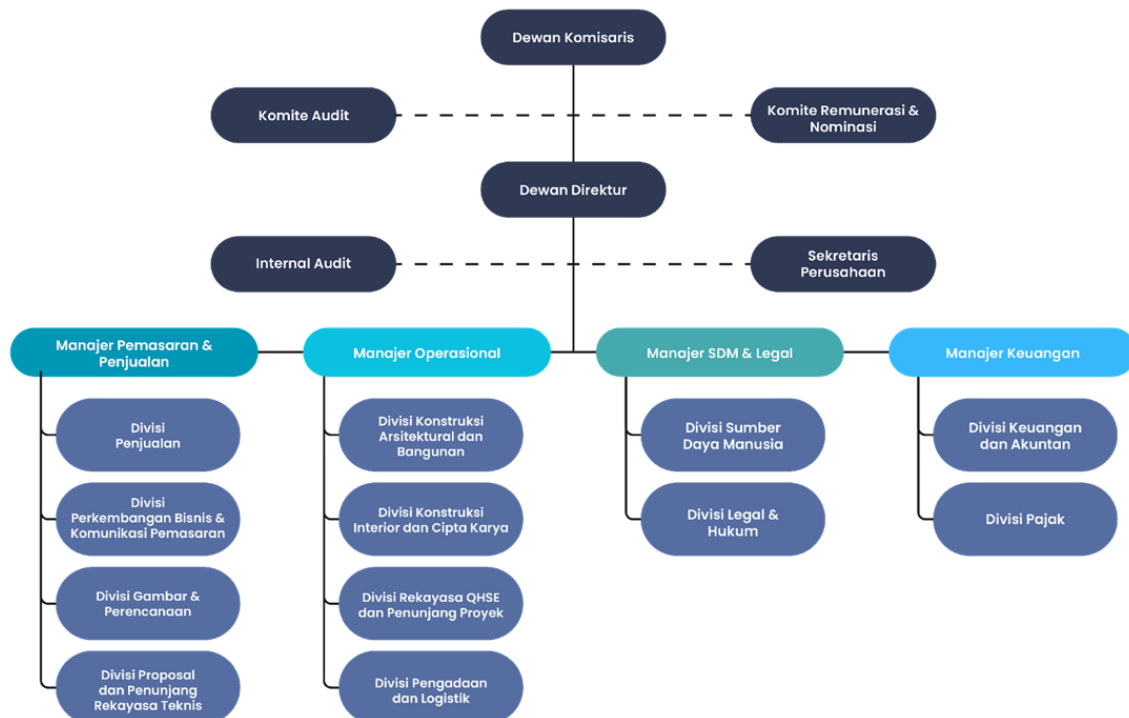 Dewan Komisaris
Komite Audit
Komite Remunerasi &
Nominasi
Dewan Direktur
Internal Audit
Sekretaris
Perusahaan
Manajer Pemasaran &
Penjualan
Manajer Operasional
Manajer SDM & Legal
Manajer Keuangan
Divisi
Penjualan
Divisi
Perkembangan Bisnis &
Komunikasi Pemasaran
Divisi Gambar &
Perencanaan
Divisi Proposal
dan Penunjang
Rekayasa Teknis
Divisi Konstruksi
Arsitektural dan
Bangunan
Divisi Konstruksi
Interior dan Cipta Karya
Divisi Rekayasa QHSE
dan Penunjang Proyek
Divisi Pengadaan
dan Logistik
Divisi Sumber
Daya Manusia
Divisi Legal &
Hukum
Divisi Keuangan
dan Akuntan
Divisi Pajak